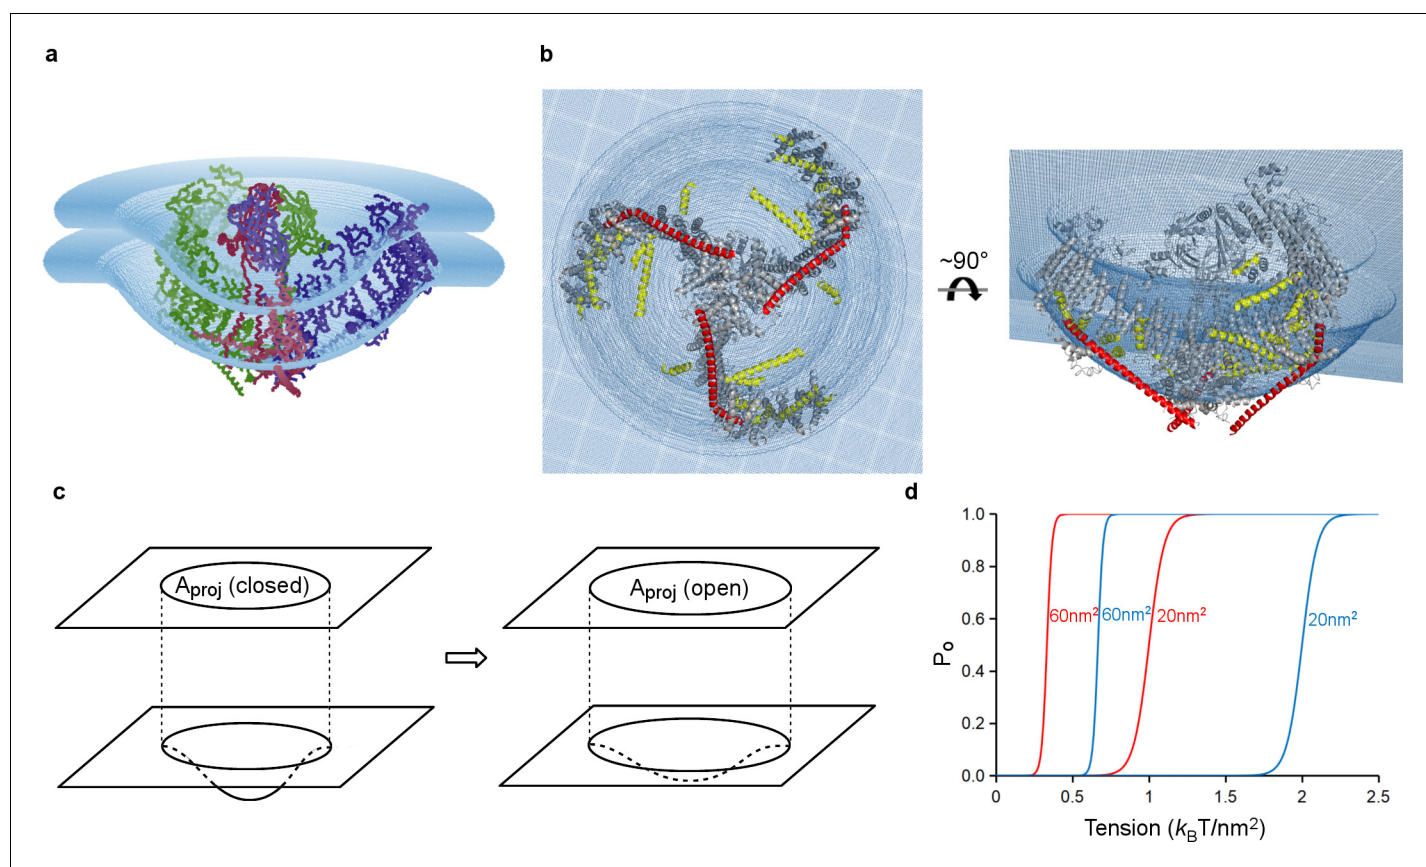 a
b
~90°
c
d
A_proj (closed)
A_proj (open)
P_o
1.0
0.8
0.6
0.4
0.2
0.0
60nm²
60nm²
20nm²
20nm²
0
0.5
1
1.5
2
2.5
Tension (k_BT/nm²)